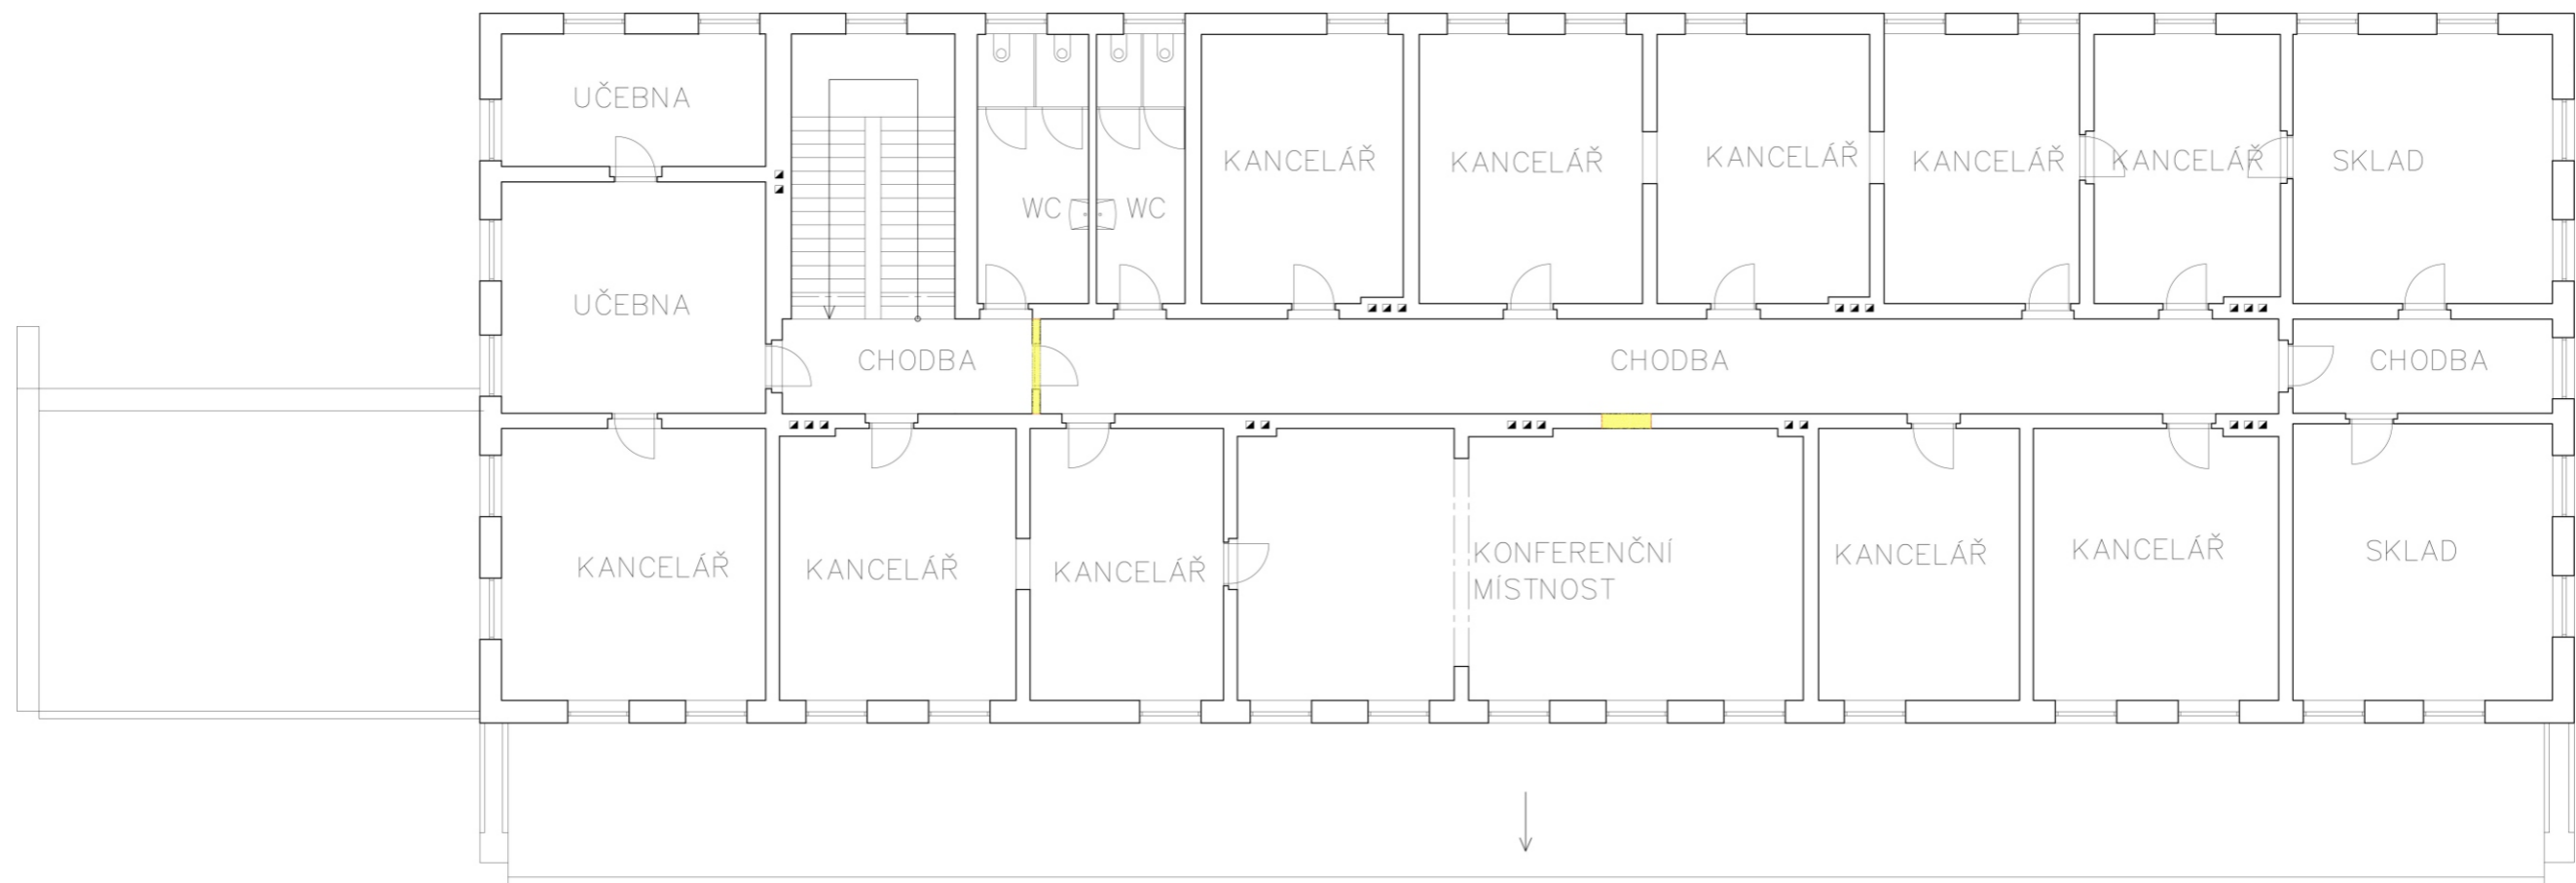 UČEBNA
KANCELÁŘ
KANCELÁŘ
KANCELÁŘ
KANCELÁŘ
KANCELÁŘ
SKLAD
WC
WC
UČEBNA
CHODBA
CHODBA
CHODBA
KANCELÁŘ
KANCELÁŘ
KANCELÁŘ
KONFERENČNÍ
MÍSTNOST
KANCELÁŘ
KANCELÁŘ
SKLAD